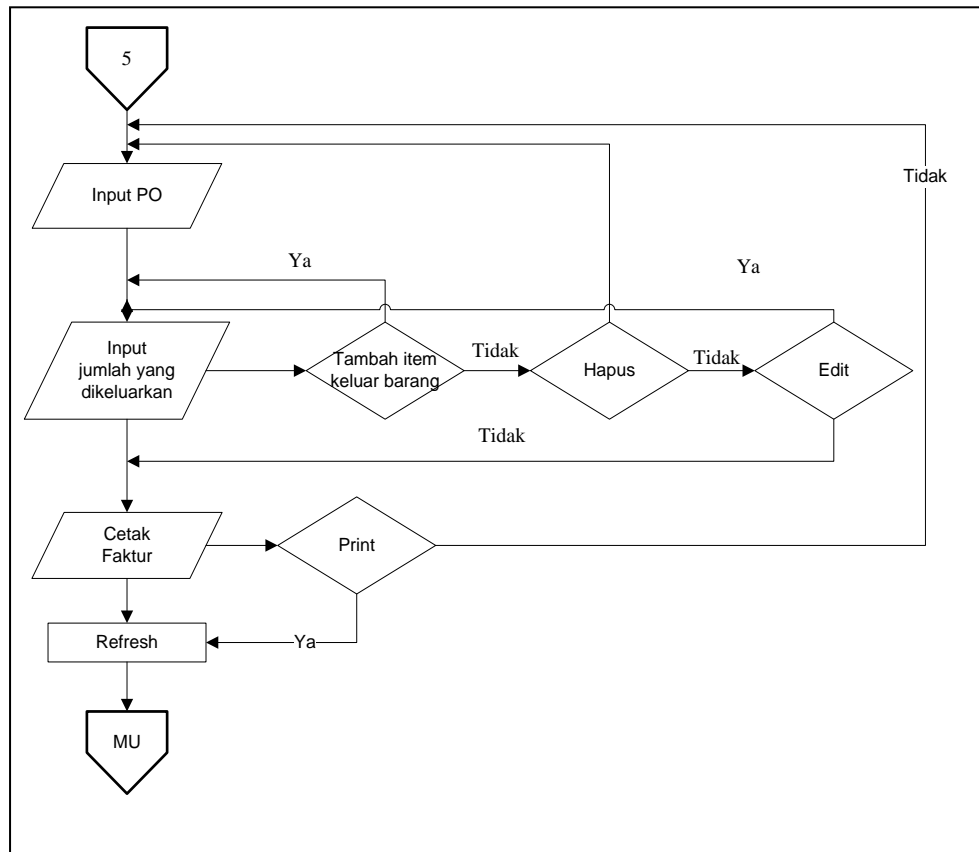 5
Input PO
Tidak
Ya
Ya
Input
jumlah yang
dikeluarkan
Tambah item
keluar barang
Tidak
Hapus
Tidak
Edit
Tidak
Cetak
Faktur
Print
Refresh
Ya
MU